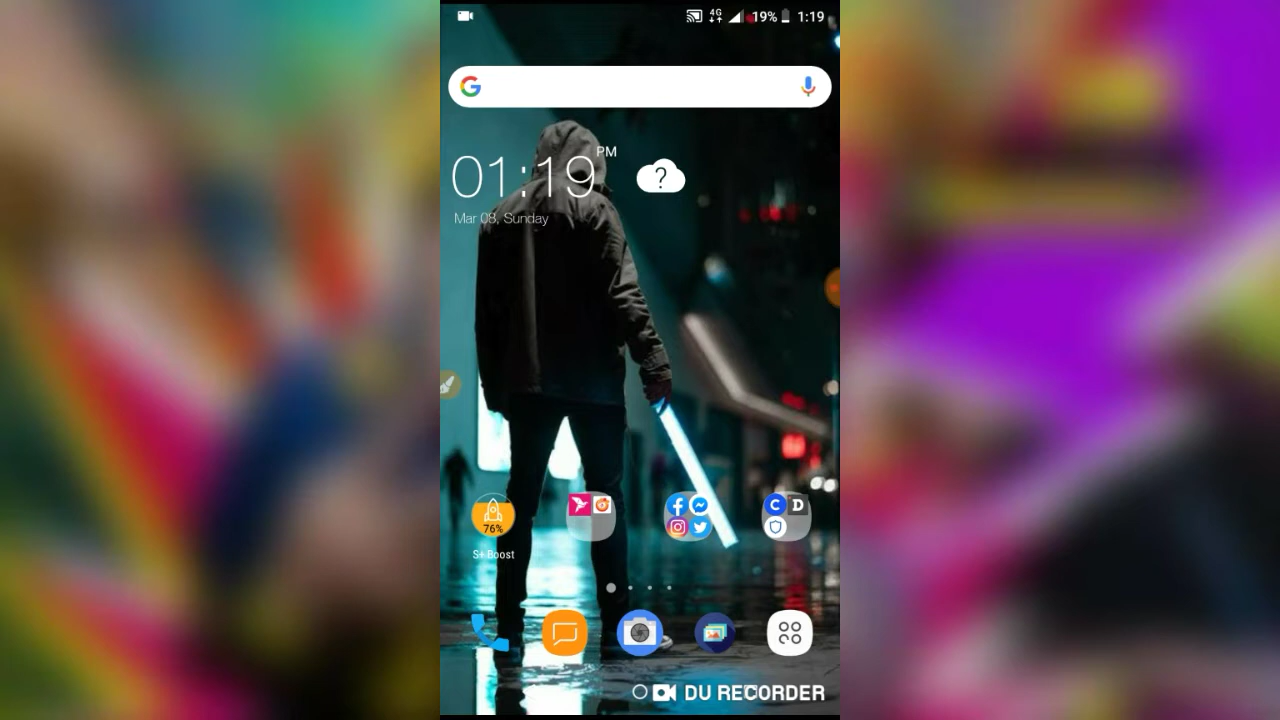 4G 19% 1:19
G
01:19 PM
?
Mar 08, Sunday
76%
C D
S+ Boost
DU RECORDER